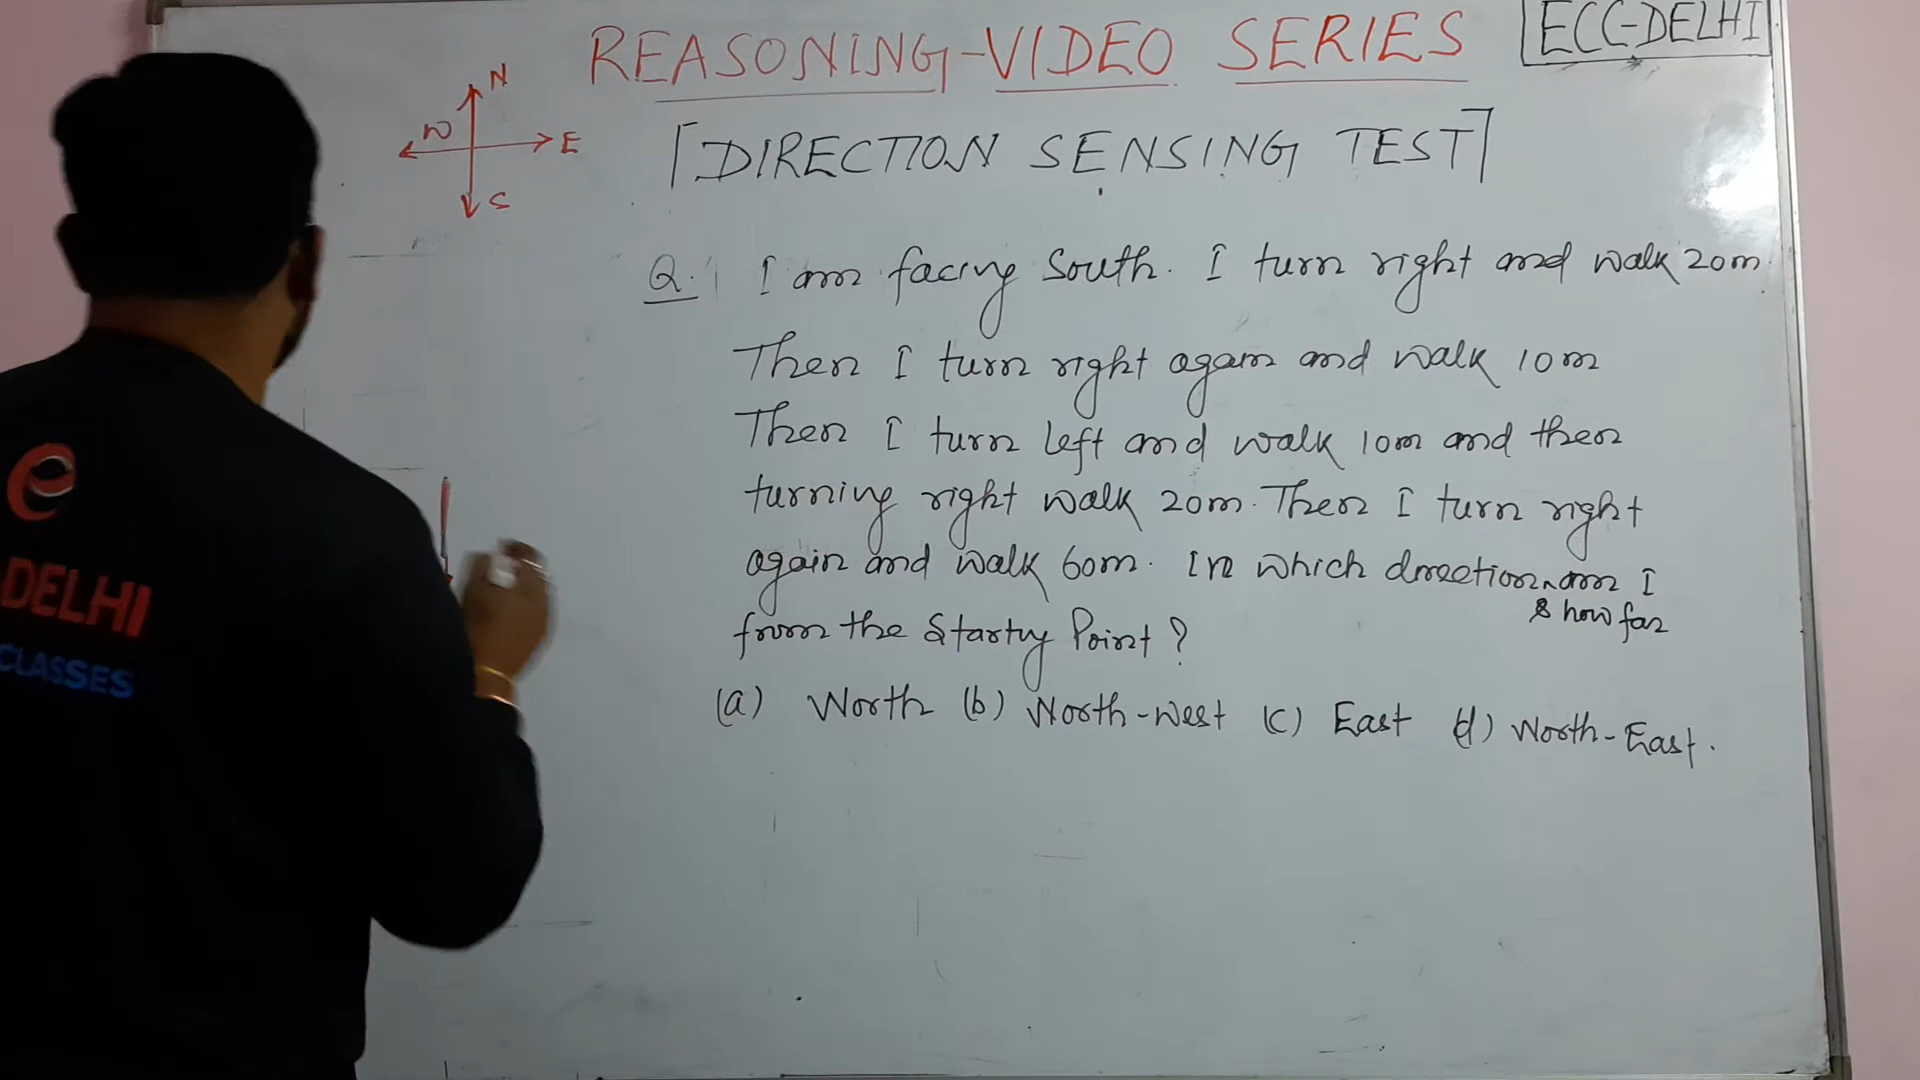 REASONING-VIDEO SERIES
ECC-DELHI
N
W
E
S
DIRECTION SENSING TEST
Q. I am facing South. I turn right and walk 20m.
Then I turn right again and walk 10m
Then I turn left and walk 10m and then
turning right walk 20m. Then I turn right
again and walk 60m. In which direction am I
& how far
from the Starting Point?
(a) North (b) North-West (c) East (d) North-East.
e
DELHI
CLASSES